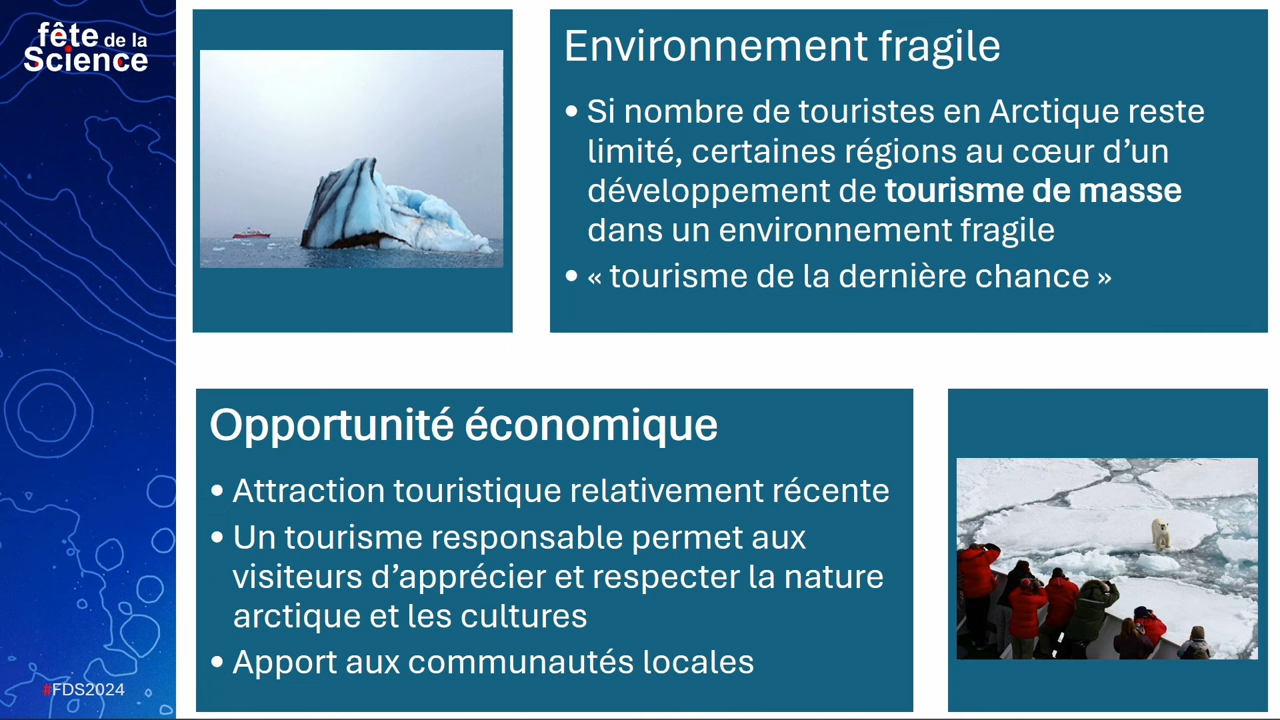 fête de la
Science
Environnement fragile
• Si nombre de touristes en Arctique reste
limité, certaines régions au cœur d’un
développement de tourisme de masse
dans un environnement fragile
• « tourisme de la dernière chance »
Opportunité économique
• Attraction touristique relativement récente
• Un tourisme responsable permet aux
visiteurs d’apprécier et respecter la nature
arctique et les cultures
• Apport aux communautés locales
#FDS2024